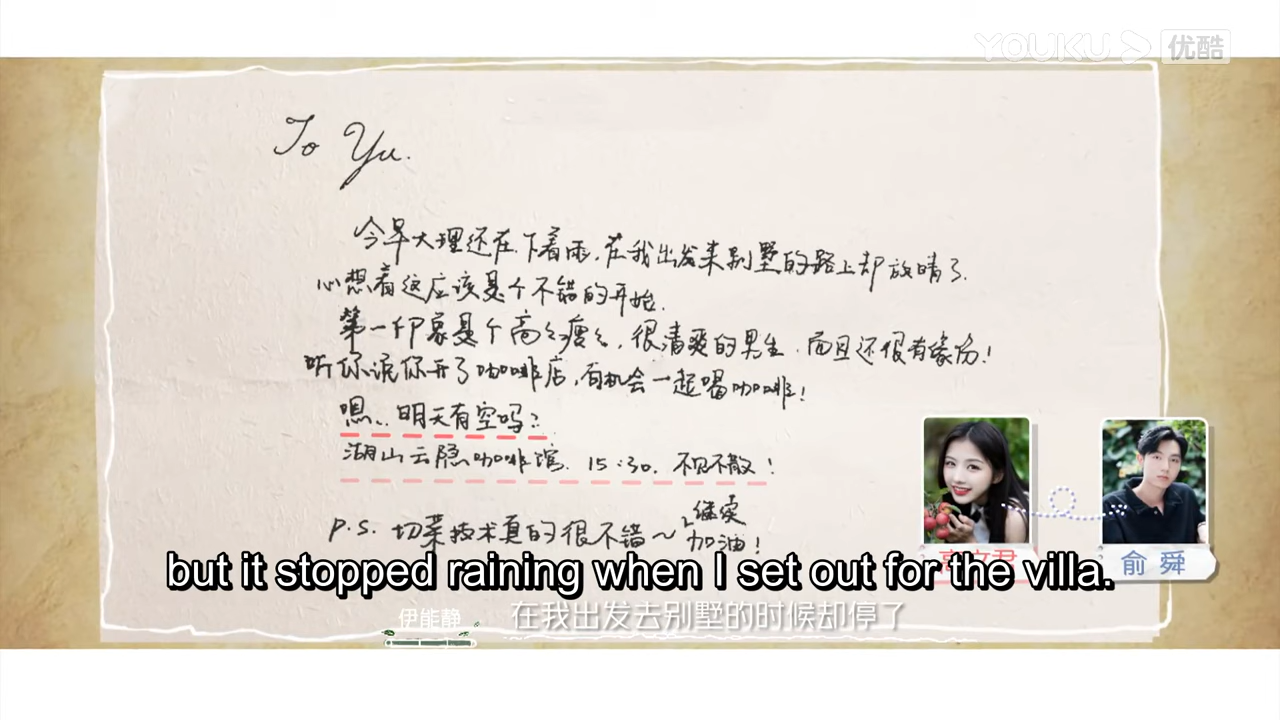 YOUKU 优酷
To Yu.
今早大理还在下着雨,在我出发来别墅的路上却放晴了.
心想着这应该是个不错的开始.
第一印象是个高高瘦瘦,很清爽的男生.而且还很有缘份!
听你说你开了咖啡店,有机会一起喝咖啡!
嗯...明天有空吗?
湖山云隐咖啡馆. 15:30. 不见不散!
P.S. 切菜技术真的很不错~ 继续
加油!
俞舜
but it stopped raining when I set out for the villa.
伊能静 在我出发去别墅的时候却停了